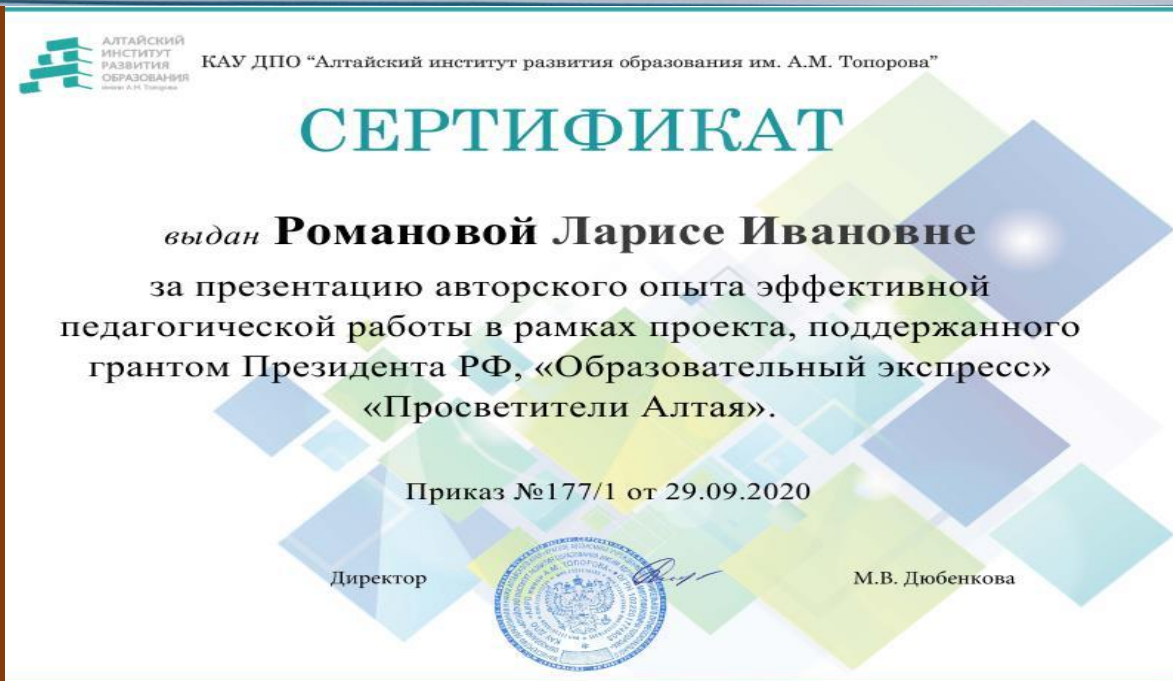 АЛТАЙСКИЙ
ИНСТИТУТ
РАЗВИТИЯ
ОБРАЗОВАНИЯ
КАУ ДПО “Алтайский институт развития образования им. А.М. Топорова”
СЕРТИФИКАТ
выдан Романовой Ларисе Ивановне
за презентацию авторского опыта эффективной
педагогической работы в рамках проекта, поддержанного
грантом Президента РФ, «Образовательный экспресс»
«Просветители Алтая».
Приказ №177/1 от 29.09.2020
Директор
М.В. Дюбенкова